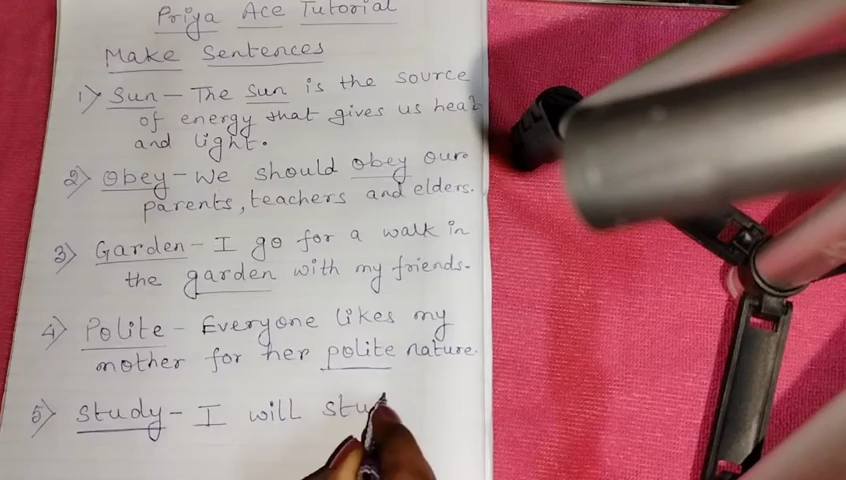 Priya Ace Tutorial
Make Sentences
1) Sun - The sun is the source
of energy that gives us heat
and light.
2) Obey - We should obey our
parents, teachers and elders.
3) Garden - I go for a walk in
the garden with my friends.
4) Polite - Everyone likes my
mother for her polite nature.
5) Study - I will stu